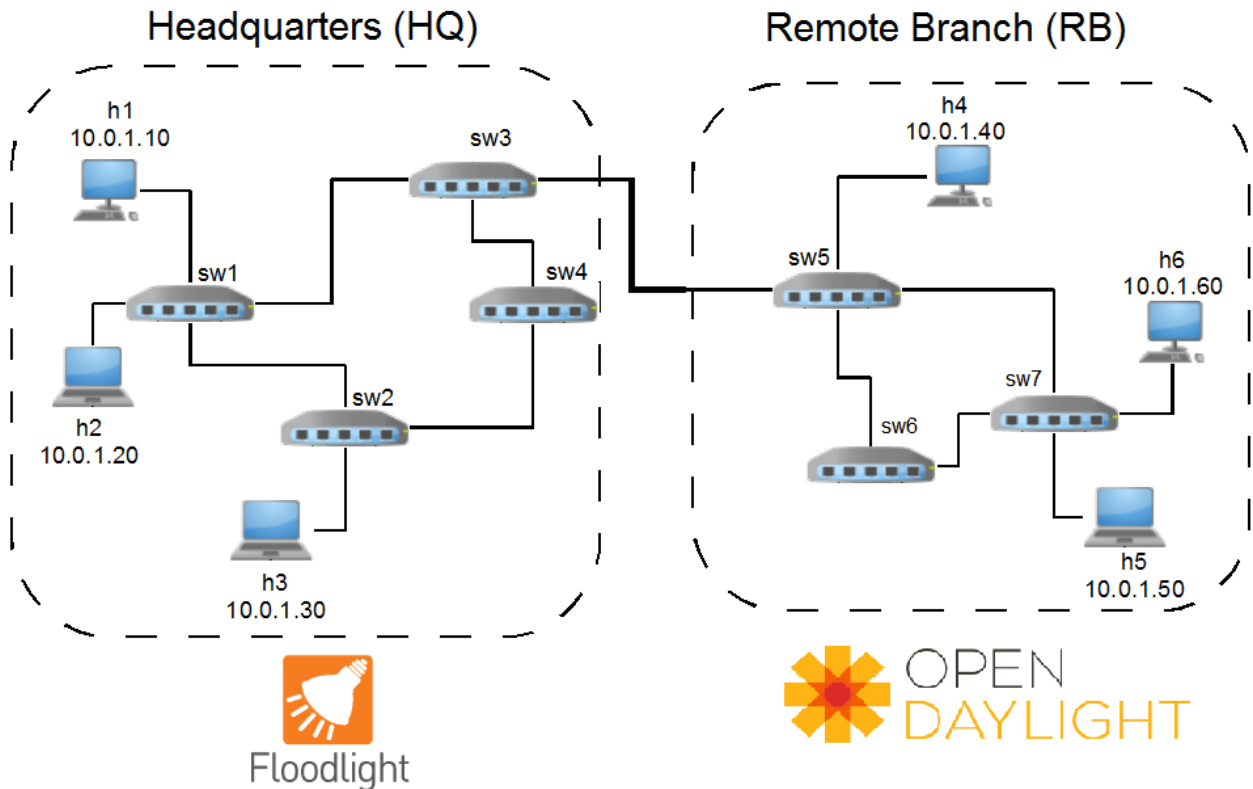 Headquarters (HQ)
Remote Branch (RB)
h1
10.0.1.10
sw3
sw1
sw4
h2
10.0.1.20
sw2
h3
10.0.1.30
h4
10.0.1.40
sw5
h6
10.0.1.60
sw7
sw6
h5
10.0.1.50
Floodlight
OPEN
DAYLIGHT